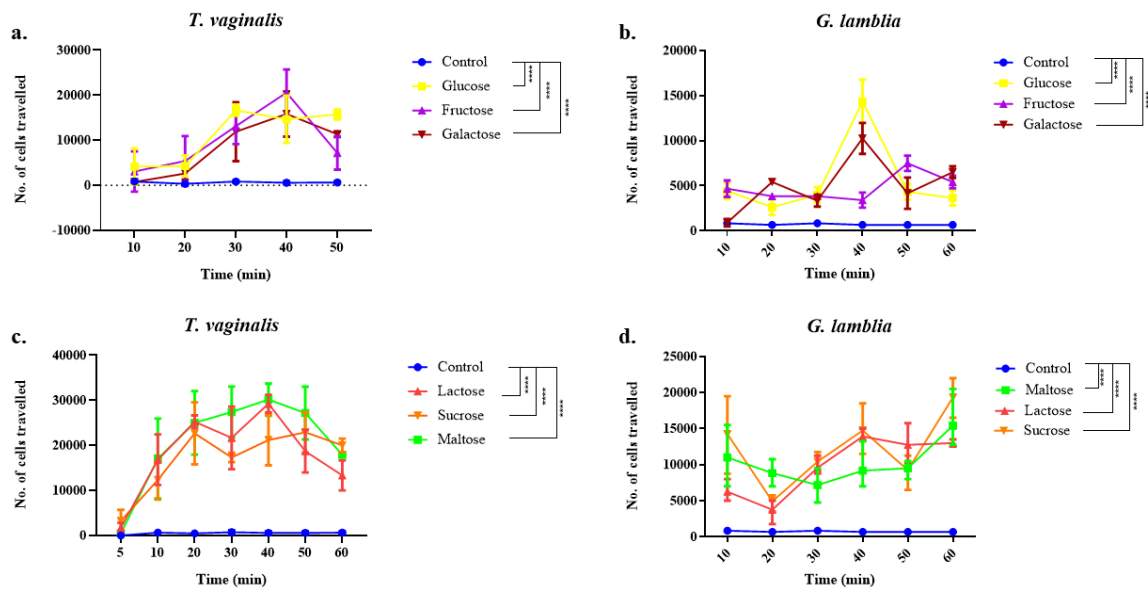 T. vaginalis
a.
30000
20000
10000
0
-10000
No. of cells travelled
10 20 30 40 50
Time (min)
Control
Glucose
Fructose
Galactose
****
****
****
G. lamblia
b.
20000
15000
10000
5000
0
No. of cells travelled
10 20 30 40 50 60
Time (min)
Control
Glucose
Fructose
Galactose
****
****
****
T. vaginalis
c.
40000
30000
20000
10000
0
No. of cells travelled
5 10 20 30 40 50 60
Time (min)
Control
Lactose
Sucrose
Maltose
****
****
****
G. lamblia
d.
25000
20000
15000
10000
5000
0
No. of cells travelled
10 20 30 40 50 60
Time (min)
Control
Maltose
Lactose
Sucrose
****
****
****